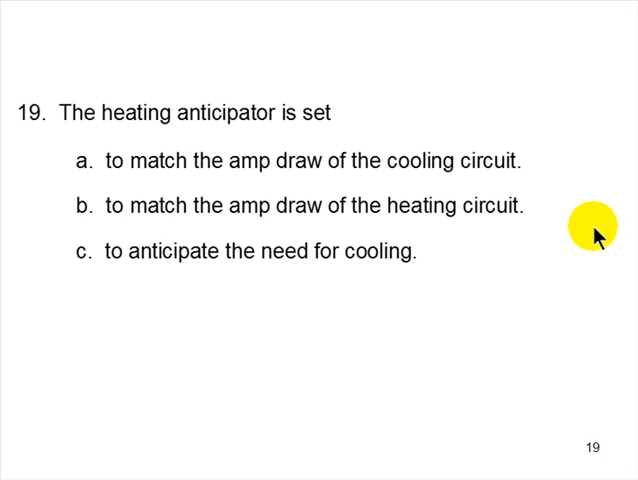 19. The heating anticipator is set
a. to match the amp draw of the cooling circuit.
b. to match the amp draw of the heating circuit.
c. to anticipate the need for cooling.
19